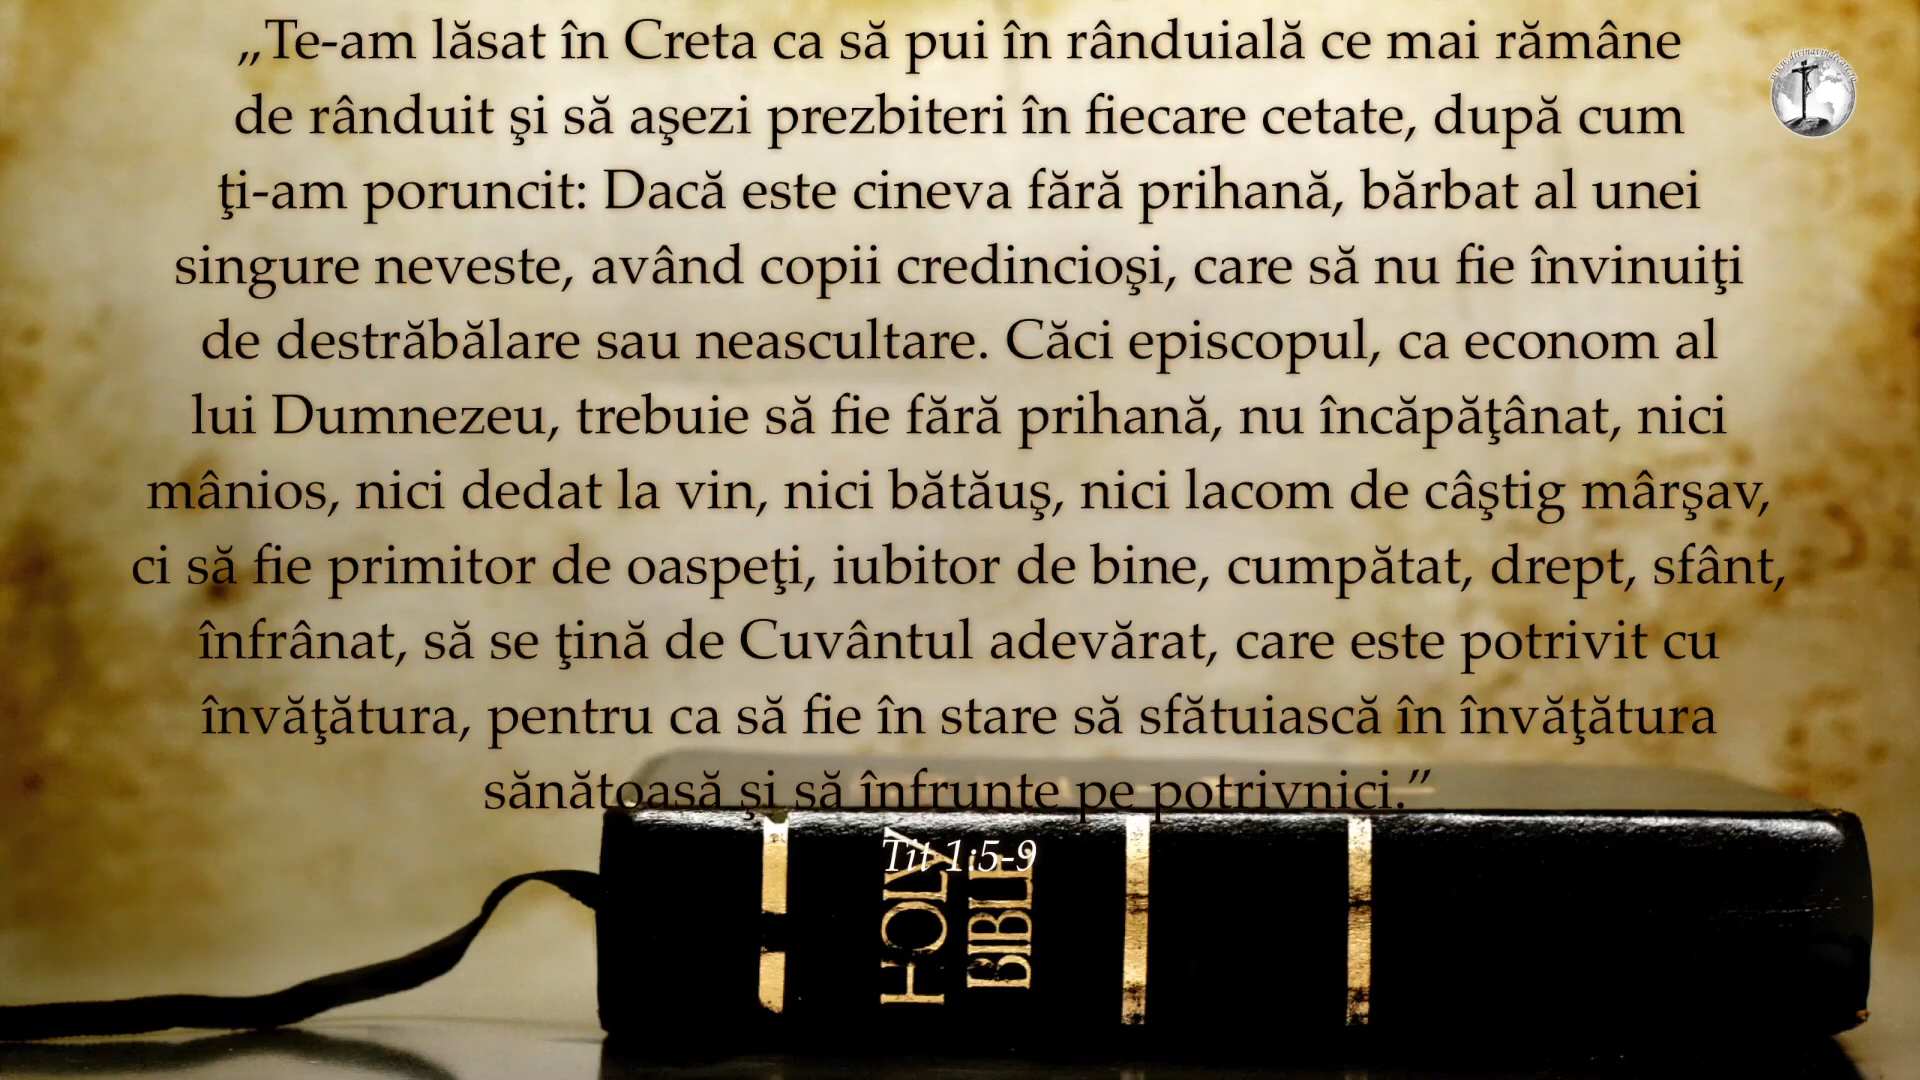 „Te-am lăsat în Creta ca să pui în rânduială ce mai rămâne
de rânduit şi să aşezi prezbiteri în fiecare cetate, după cum
ţi-am poruncit: Dacă este cineva fără prihană, bărbat al unei
singure neveste, având copii credincioşi, care să nu fie învinuiţi
de destrăbălare sau neascultare. Căci episcopul, ca econom al
lui Dumnezeu, trebuie să fie fără prihană, nu încăpăţânat, nici
mânios, nici dedat la vin, nici bătăuş, nici lacom de câştig mârşav,
ci să fie primitor de oaspeţi, iubitor de bine, cumpătat, drept, sfânt,
înfrânat, să se ţină de Cuvântul adevărat, care este potrivit cu
învăţătura, pentru ca să fie în stare să sfătuiască în învăţătura
sănătoasă şi să înfrunte pe potrivnici.”
Tit 1:5-9
HOLY
BIBLE